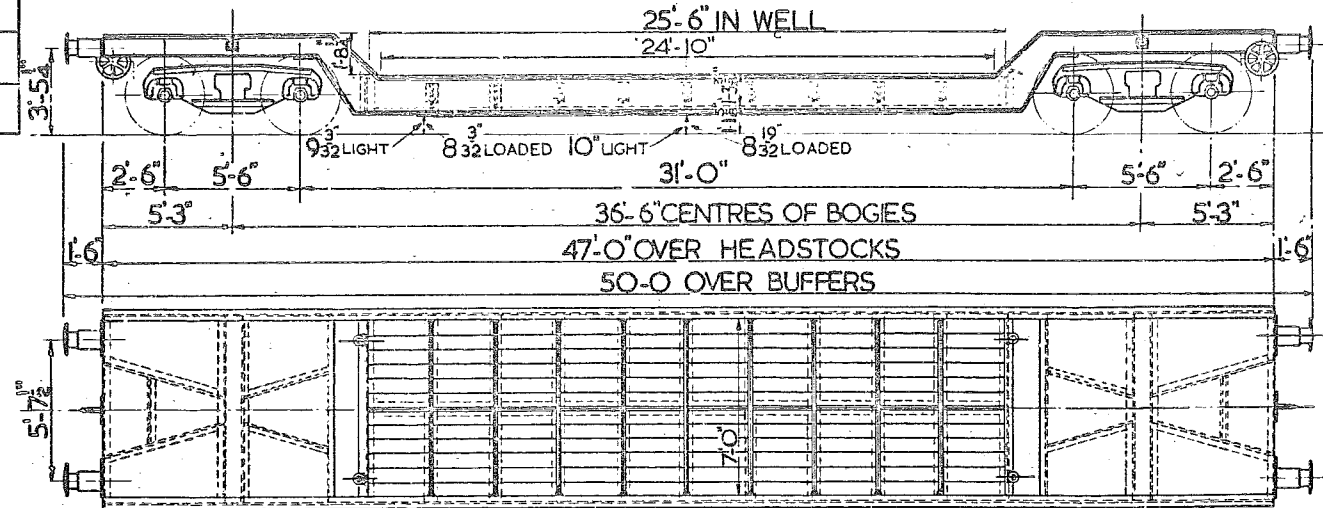 25'-6" IN WELL
24'-10"
1'-8"
3'-5¼"
9 3/32" LIGHT
8 3/32" LOADED
10" LIGHT
8 19/32" LOADED
2'-6"
5'-6"
31'-0"
5'-6"
2'-6"
5'-3"
36'-6" CENTRES OF BOGIES
5'-3"
1'-6"
47'-0" OVER HEADSTOCKS
1'-6"
50-0 OVER BUFFERS
5'-7½"
7'-0"